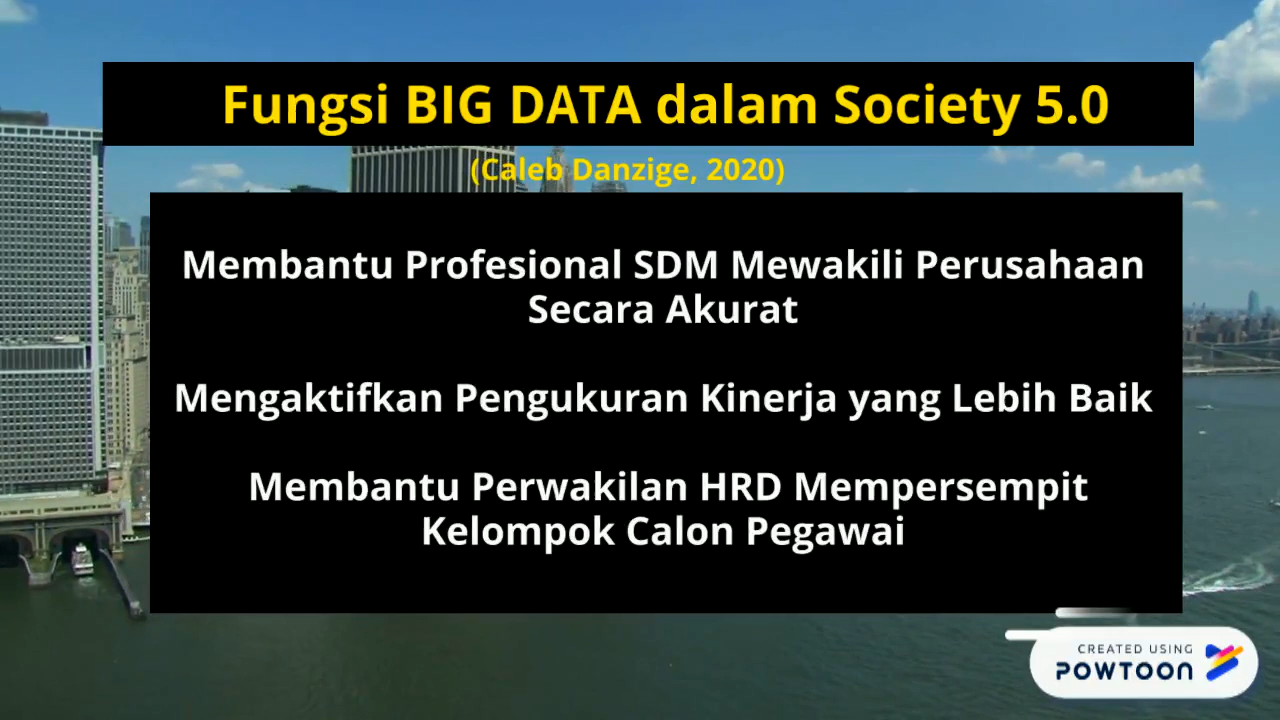 Fungsi BIG DATA dalam Society 5.0
(Caleb Danzige, 2020)
Membantu Profesional SDM Mewakili Perusahaan
Secara Akurat
Mengaktifkan Pengukuran Kinerja yang Lebih Baik
Membantu Perwakilan HRD Mempersempit
Kelompok Calon Pegawai
CREATED USING
POWTOON